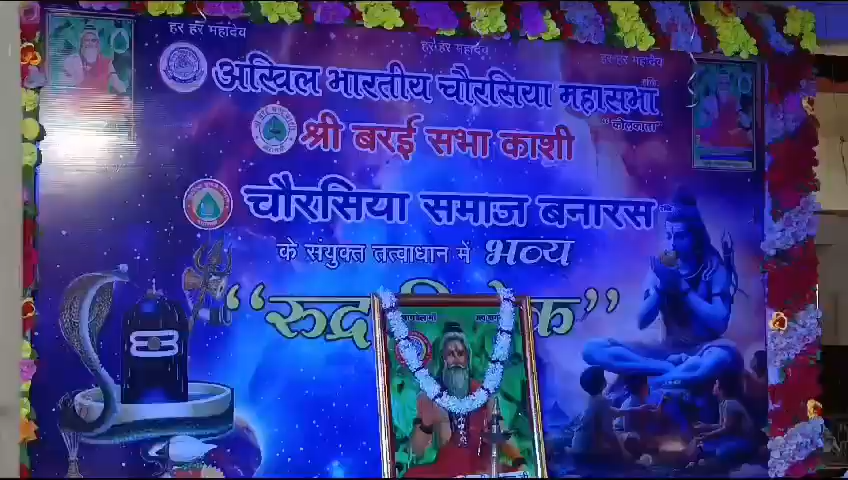 हर हर महादेव
हर हर महादेव
हर हर महादेव
अखिल भारतीय चौरसिया महासभा
"कोलकाता"
श्री बरई सभा काशी
चौरसिया समाज बनारस
के संयुक्त तत्वाधान में भव्य
"रुद्र